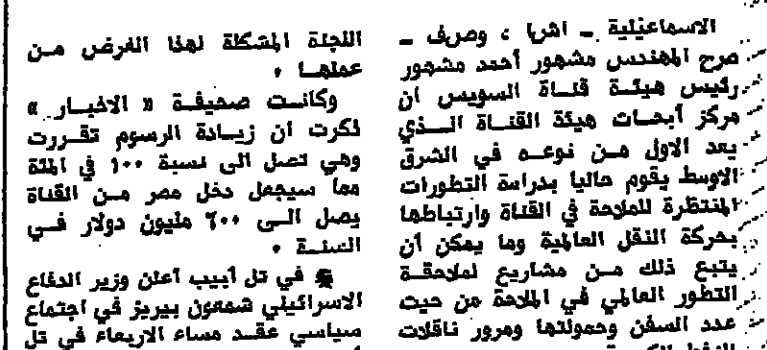 الاسماعيلية ـ اشا ، وصف ـ
صرح المهندس مشهور أحمد مشهور
رئيس هيئة قناة السويس ان
مركز أبحاث هيئة القناة الذي
يعد الاول من نوعه في الشرق
الاوسط يقوم حاليا بدراسة التطورات
المنتظرة للملاحة في القناة وارتباطها
بحركة النقل العالمية وما يمكن أن
يتبع ذلك من مشاريع لملاحقة
التطور العالمي في الملاحة من حيث
عدد السفن وحمولتها ومرور ناقلات
اللجنة المشكلة لهذا الغرض من
عملها .
وكانت صحيفة « الاخبار »
ذكرت ان زيادة الرسوم تقررت
وهي تصل الى نسبة ١٠٠ في المئة
مما سيجعل دخل مصر من القناة
يصل الى ٦٠٠ مليون دولار في
السنة .
في تل أبيب أعلن وزير الدفاع
الاسرائيلي شمعون بيريز في اجتماع
سياسي عقد مساء الاربعاء في تل